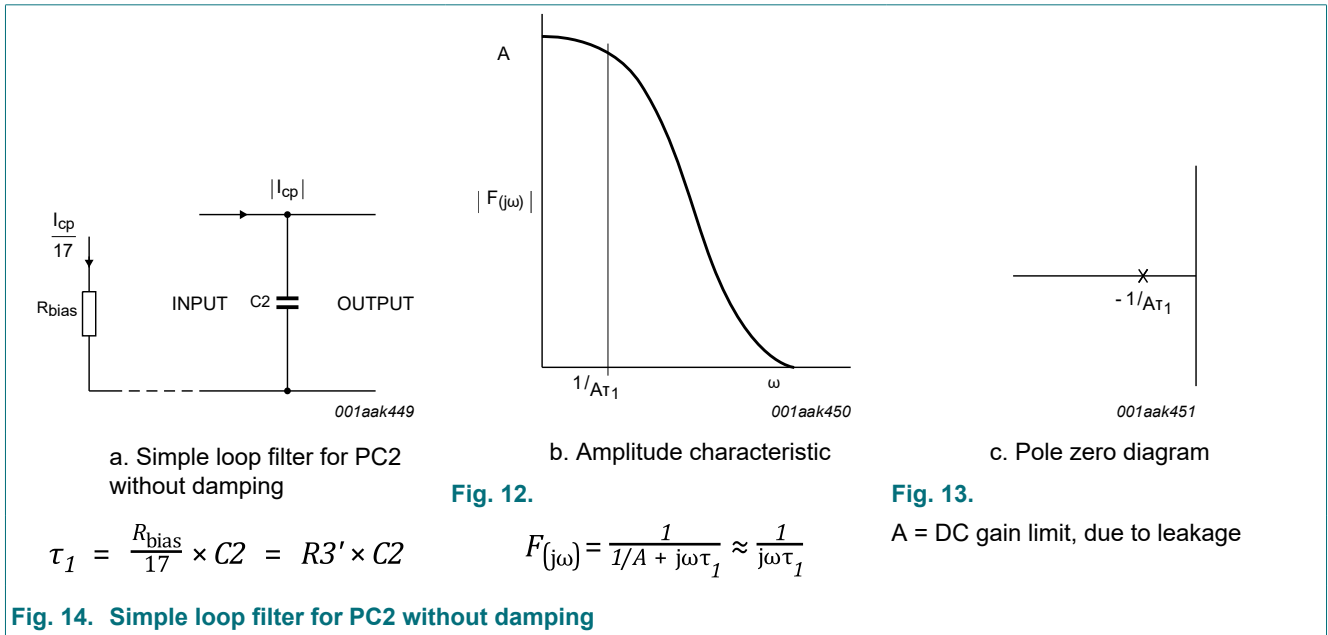 |Icp|
Icp
17
Rbias
INPUT C2 OUTPUT
001aak449
a. Simple loop filter for PC2
without damping
τ1 = Rbias/17 × C2 = R3′ × C2
A
| F(jω) |
1/Aτ1
ω
001aak450
b. Amplitude characteristic
Fig. 12.
F(jω) = 1/(1/A + jωτ1) ≈ 1/jωτ1
- 1/Aτ1
001aak451
c. Pole zero diagram
Fig. 13.
A = DC gain limit, due to leakage
Fig. 14. Simple loop filter for PC2 without damping